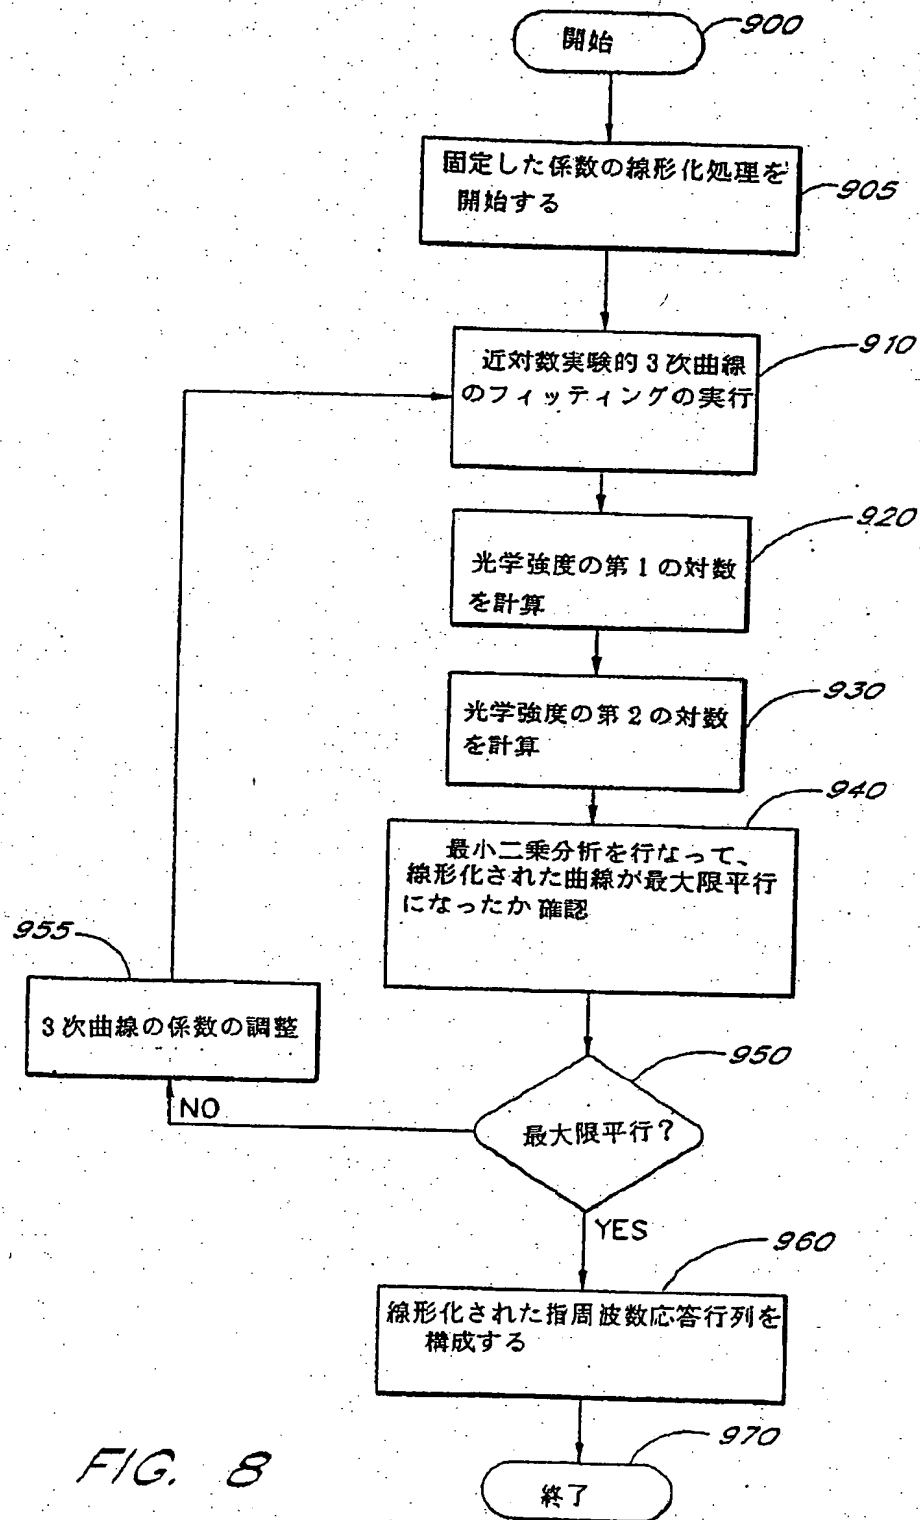 開始
900
固定した係数の線形化処理を
開始する
905
近対数実験的3次曲線
のフィッティングの実行
910
光学強度の第1の対数
を計算
920
光学強度の第2の対数
を計算
930
最小二乗分析を行なって、
線形化された曲線が最大限平行
になったか確認
940
955
3次曲線の係数の調整
NO
最大限平行?
950
YES
線形化された指周波数応答行列を
構成する
960
終了
970
FIG. 8